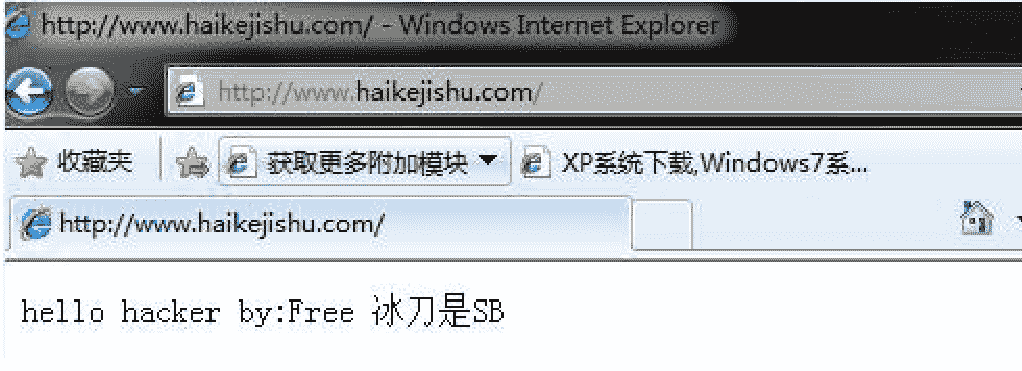 http://www.haikejishu.com/ - Windows Internet Explorer
http://www.haikejishu.com/
收藏夹 获取更多附加模块 XP系统下载,Windows7系...
http://www.haikejishu.com/
hello hacker by:Free 冰刀是SB